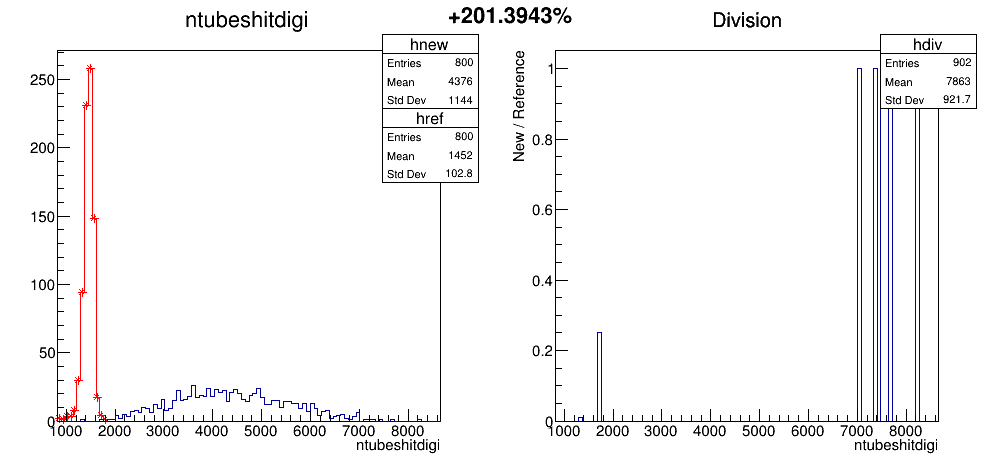 +201.3943%
ntubeshitdigi
hnew
Entries 800
Mean 4376
Std Dev 1144
href
Entries 800
Mean 1452
Std Dev 102.8
250
200
150
100
50
0
1000 2000 3000 4000 5000 6000 7000 8000
ntubeshitdigi
Division
hdiv
Entries 902
Mean 7863
Std Dev 921.7
New / Reference
1
0.8
0.6
0.4
0.2
0
1000 2000 3000 4000 5000 6000 7000 8000
ntubeshitdigi